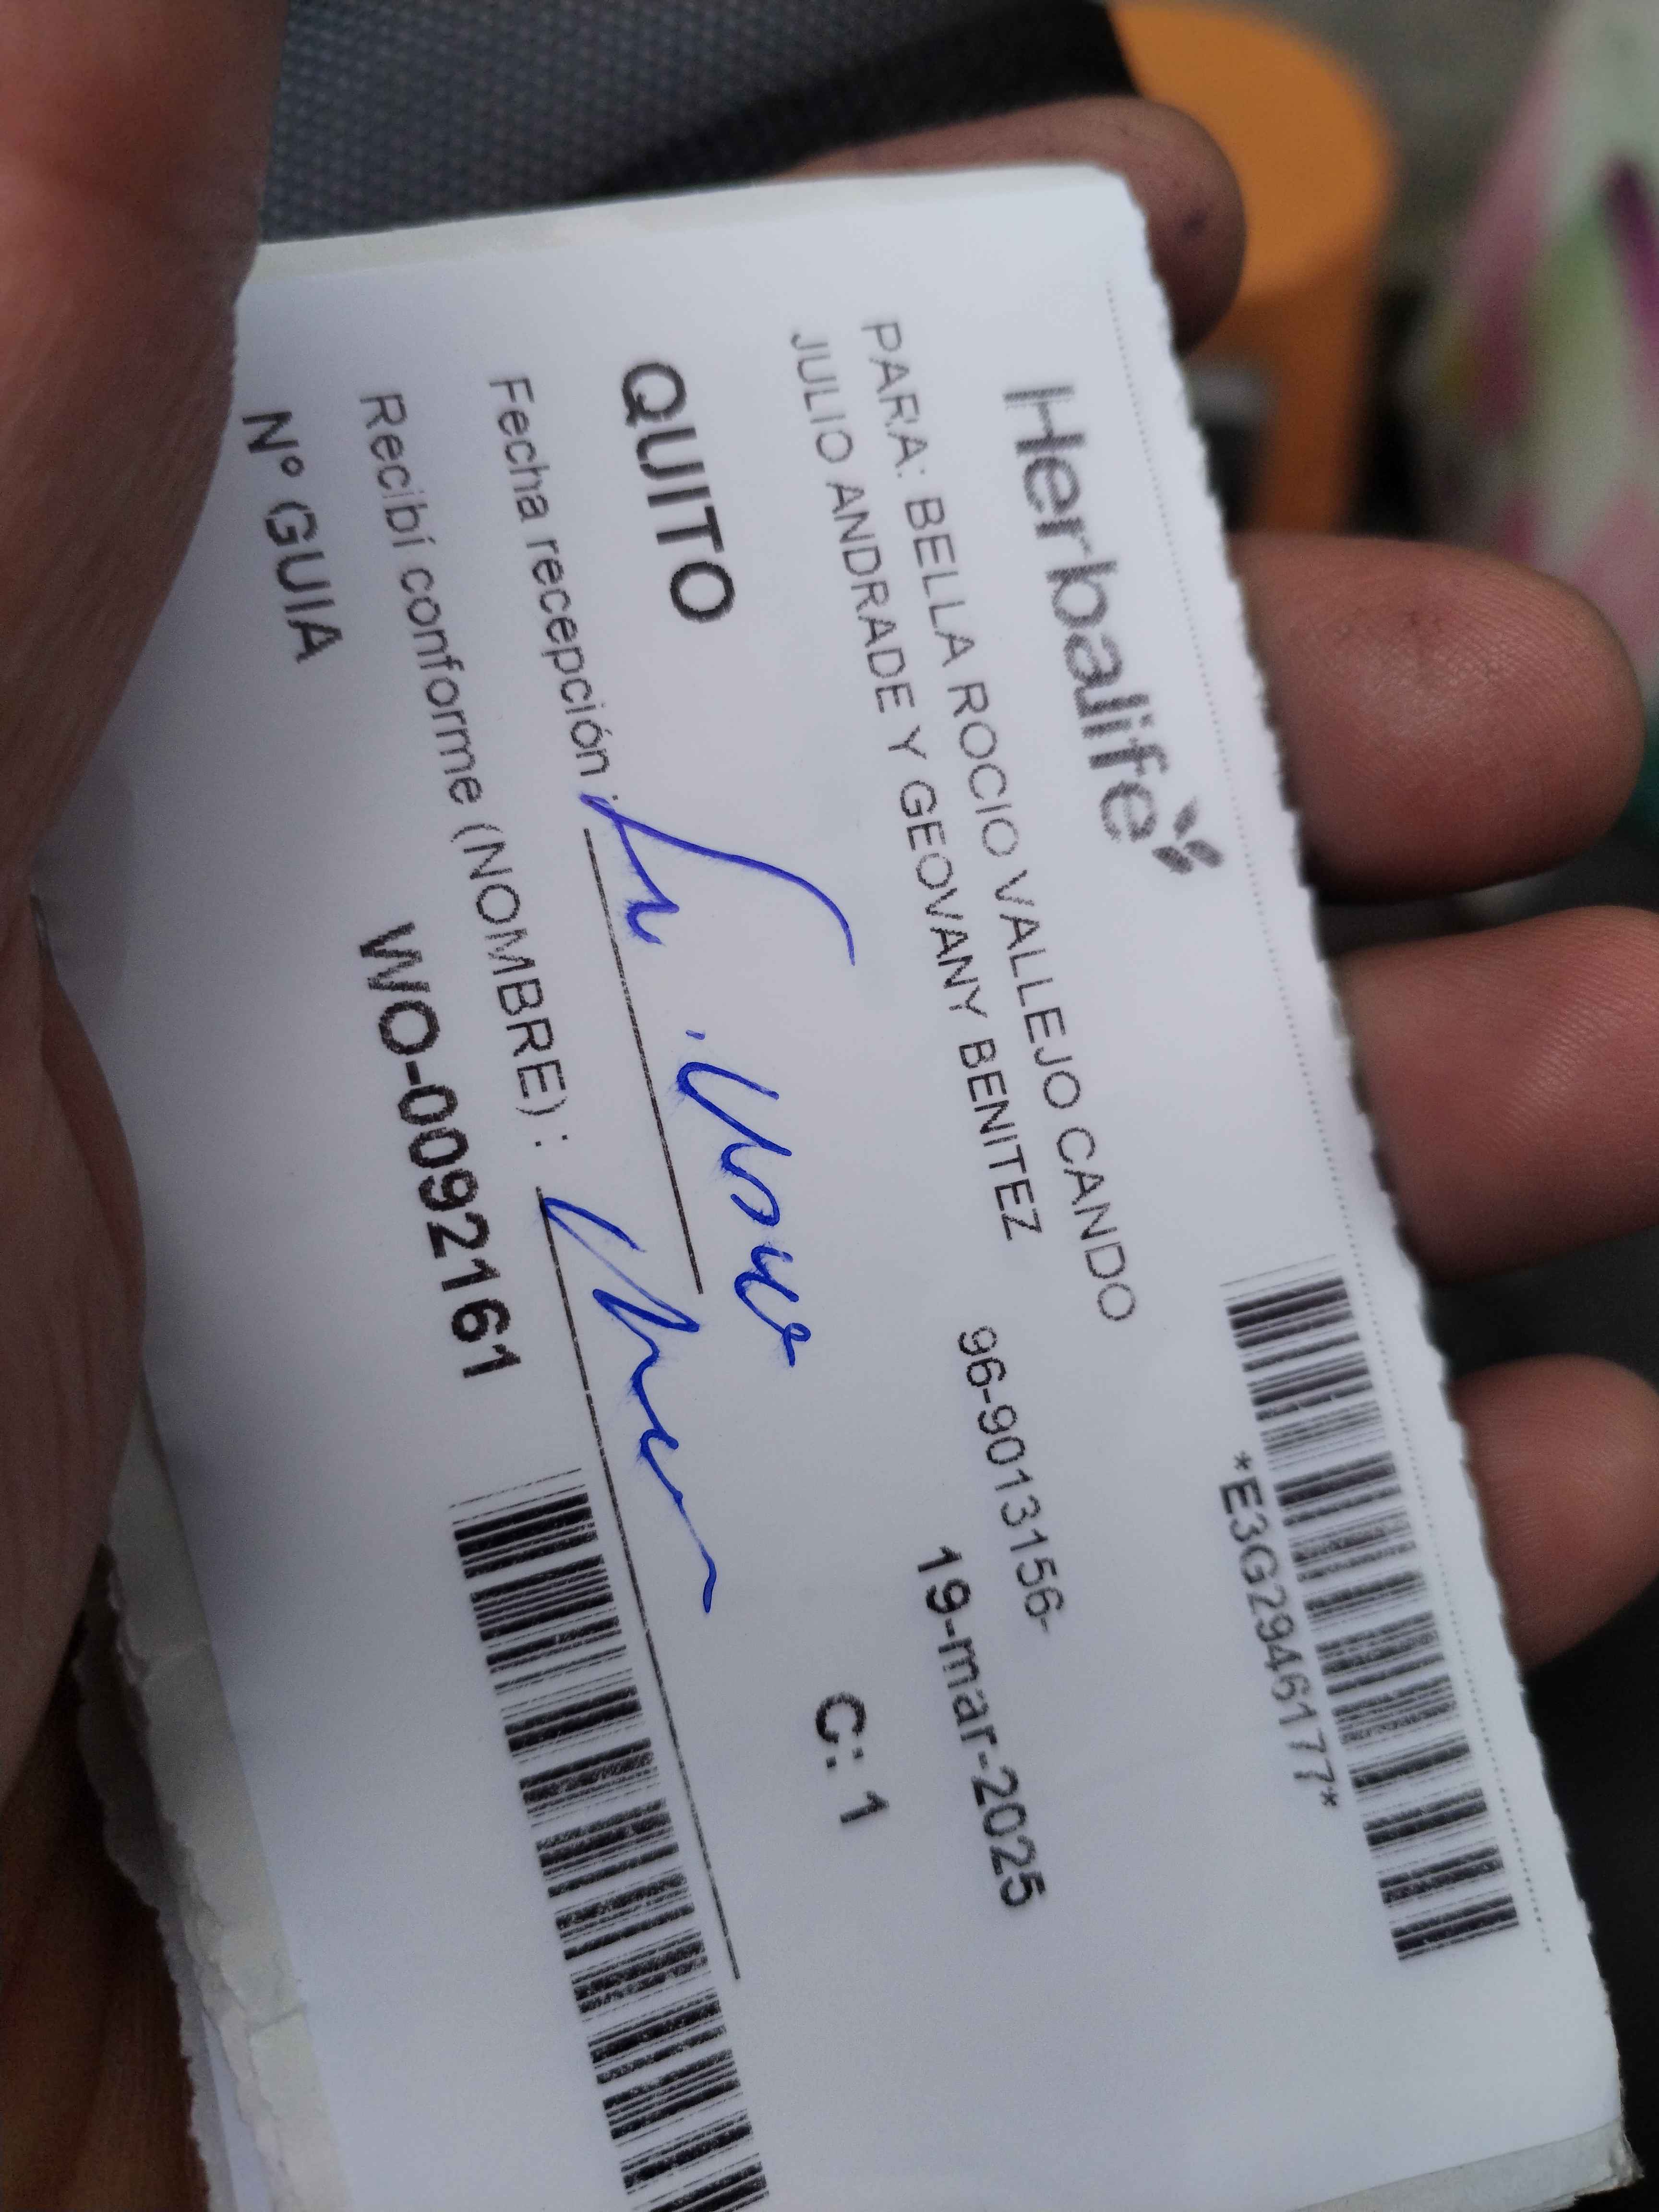 Herbalife
*E3G2946177*
PARA: BELLA ROCIO VALLEJO CANDO
96-9013156-
JULIO ANDRADE Y GEOVANY BENITEZ
19-mar-2025
QUITO
C: 1
Fecha recepción :
Recibí conforme (NOMBRE) :
Nº GUIA
WO-0092161